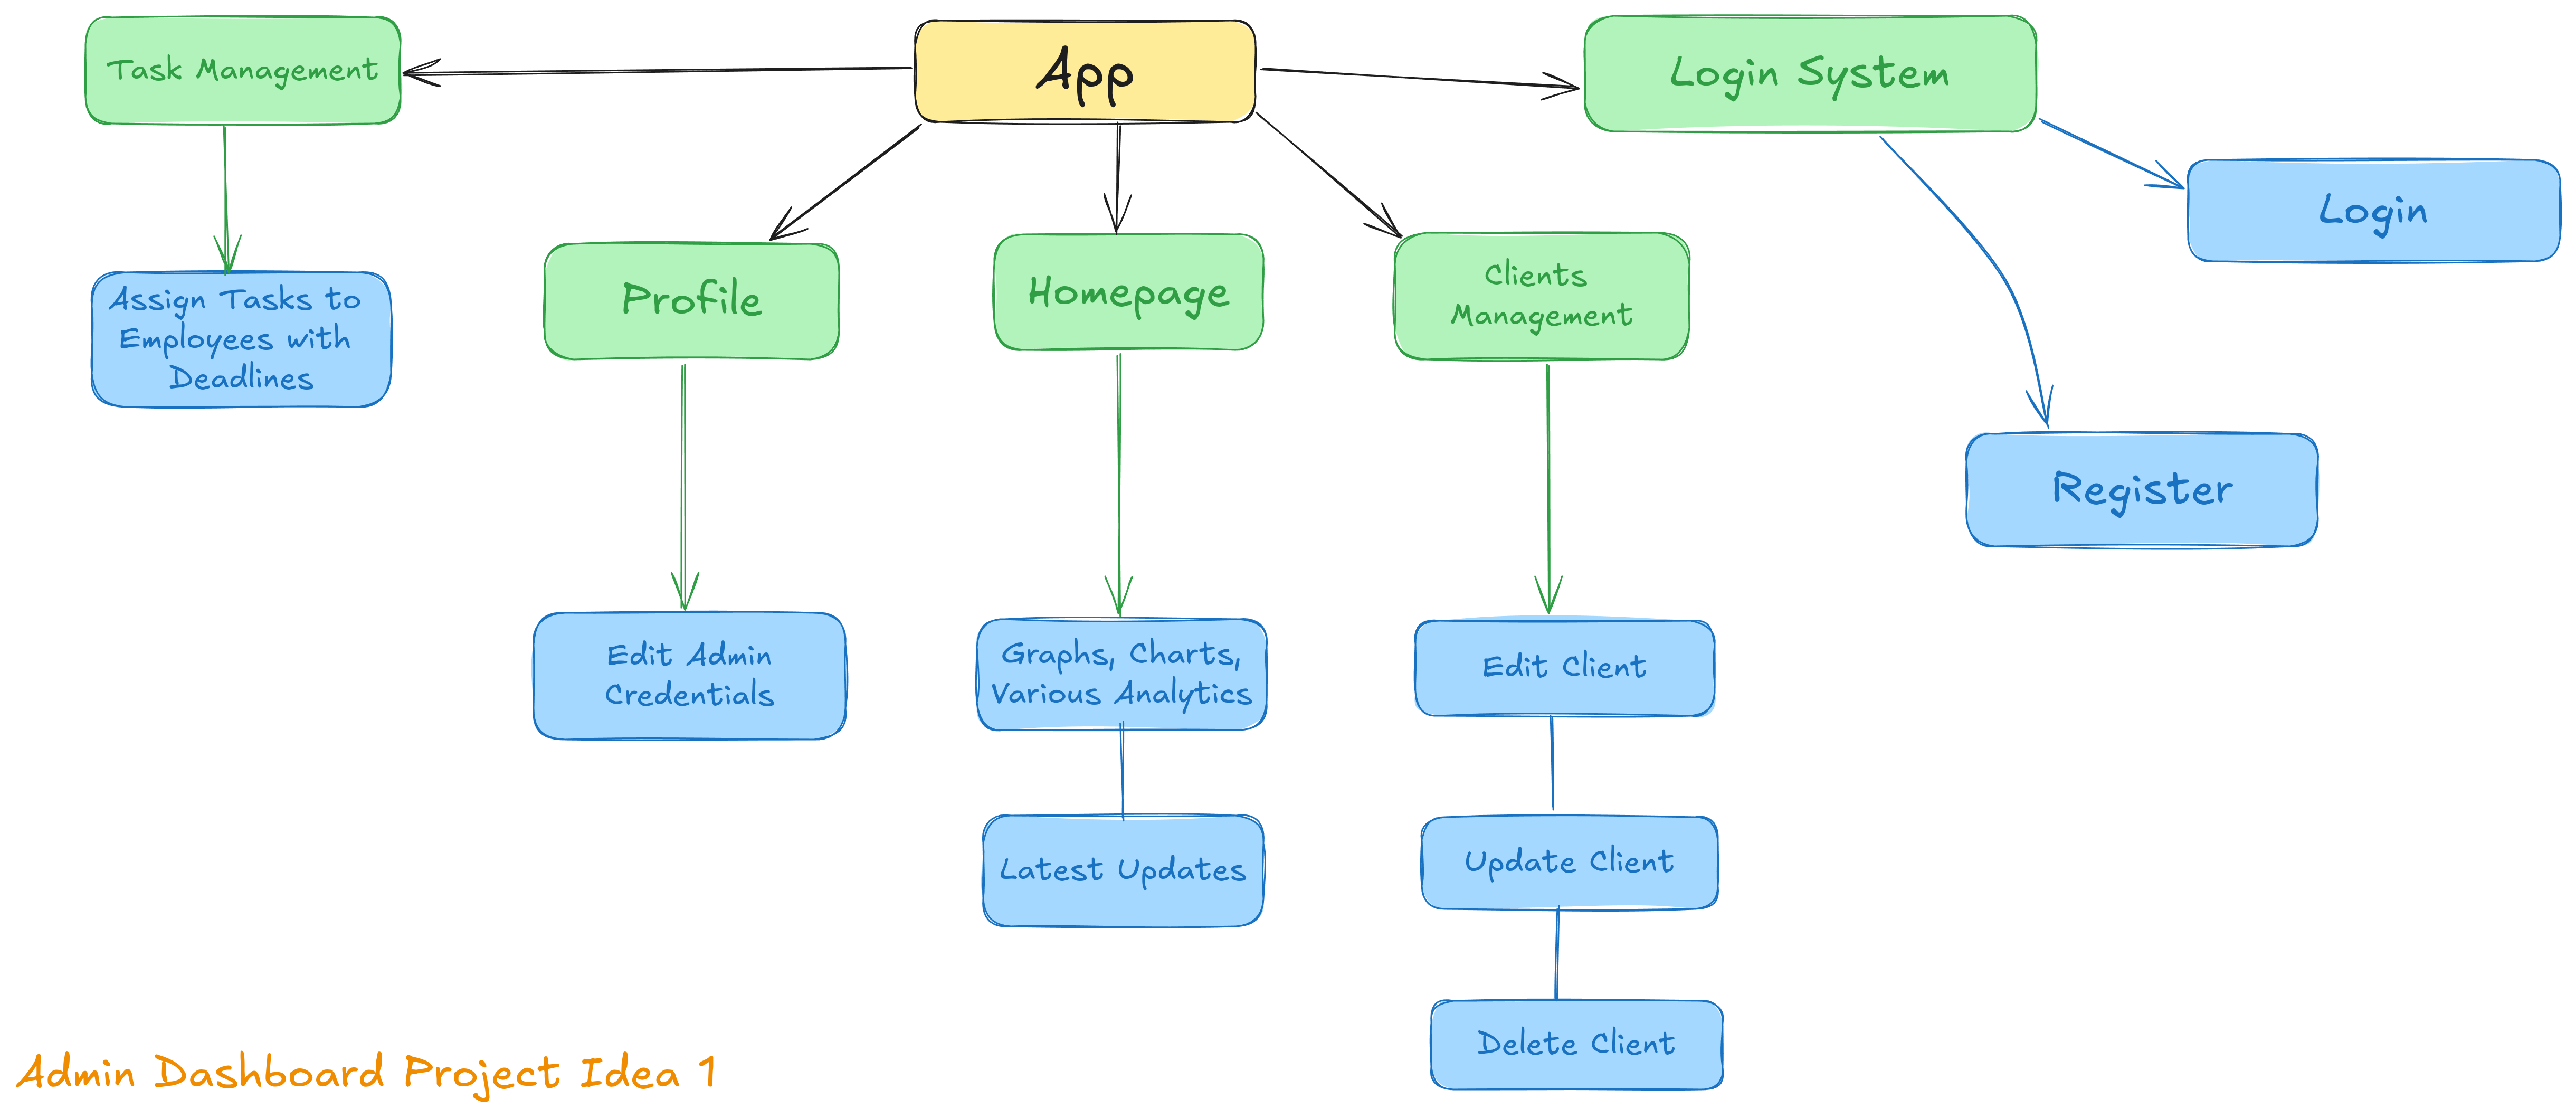 Task Management
App
Login System
Login
Assign Tasks to
Employees with
Deadlines
Profile
Homepage
Clients
Management
Register
Edit Admin
Credentials
Graphs, Charts,
Various Analytics
Edit Client
Latest Updates
Update Client
Delete Client
Admin Dashboard Project Idea 1